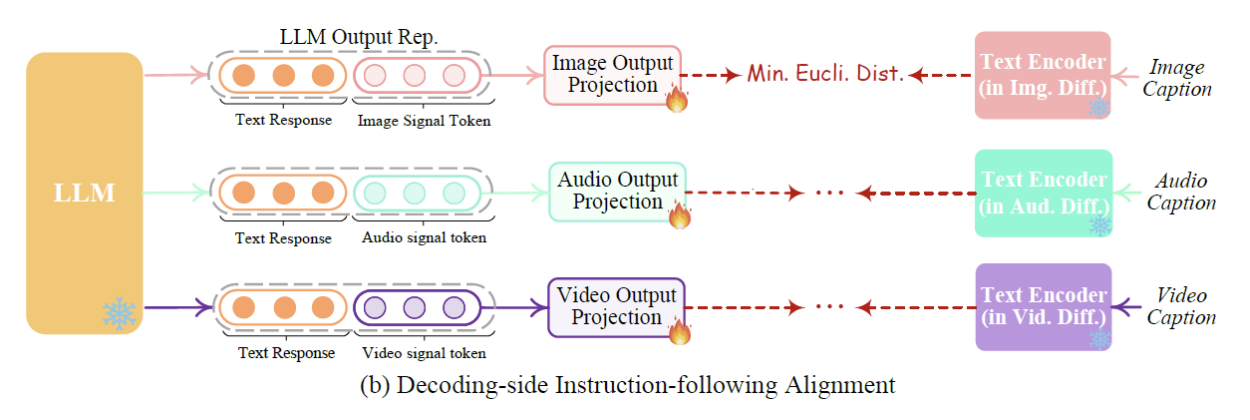 LLM Output Rep.
LLM
Text Response
Image Signal Token
Image Output
Projection
Min. Eucli. Dist.
Text Encoder
(in Img. Diff.)
Image
Caption
Text Response
Audio signal token
Audio Output
Projection
...
Text Encoder
(in Aud. Diff.)
Audio
Caption
Text Response
Video signal token
Video Output
Projection
...
Text Encoder
(in Vid. Diff.)
Video
Caption
(b) Decoding-side Instruction-following Alignment